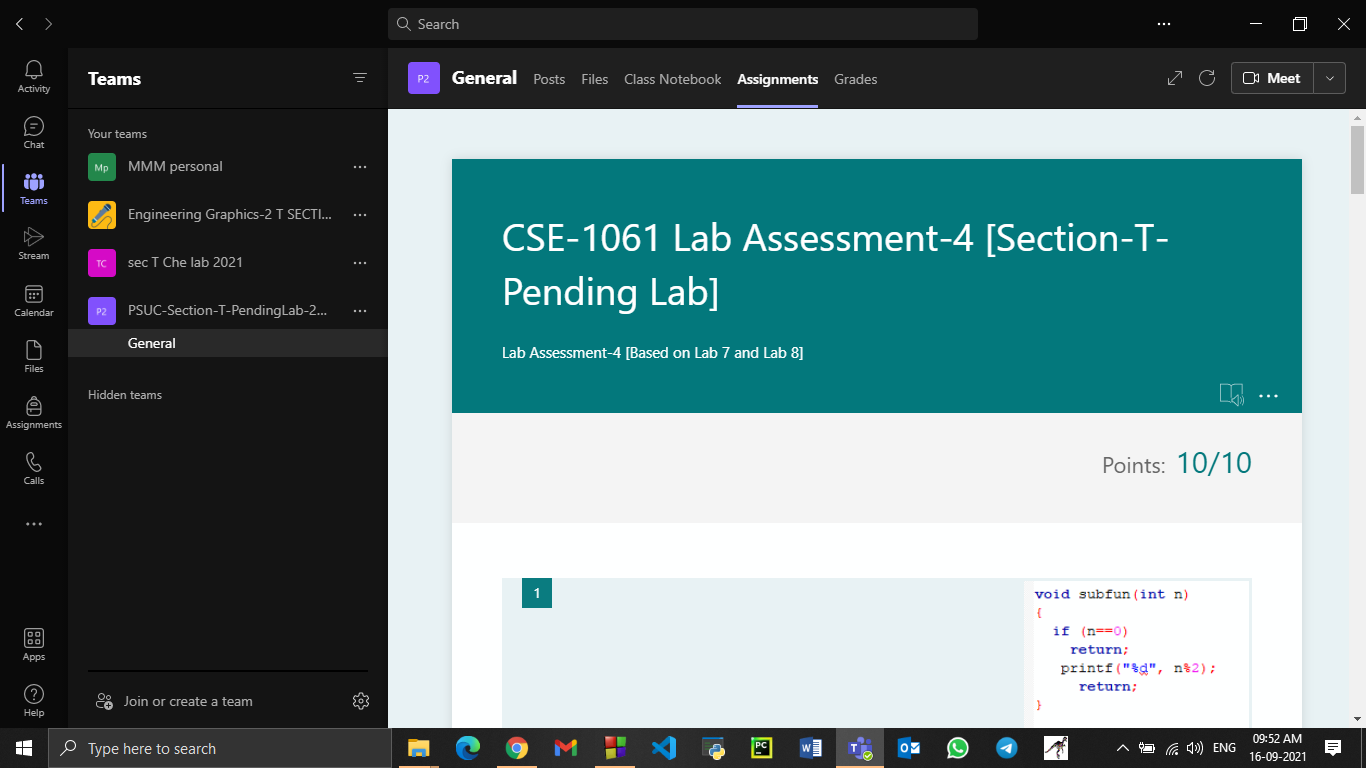 Search
Activity
Chat
Teams
Stream
Calendar
Files
Assignments
Calls
Apps
Help
Teams
Your teams
Mp MMM personal
Engineering Graphics-2 T SECTI...
TC sec T Che lab 2021
P2 PSUC-Section-T-PendingLab-2...
General
Hidden teams
Join or create a team
P2 General Posts Files Class Notebook Assignments Grades
Meet
CSE-1061 Lab Assessment-4 [Section-T-
Pending Lab]
Lab Assessment-4 [Based on Lab 7 and Lab 8]
Points: 10/10
1
void subfun(int n)
{
if (n==0)
return;
printf("%d", n%2);
return;
}
Type here to search
PC
ENG
09:52 AM
16-09-2021